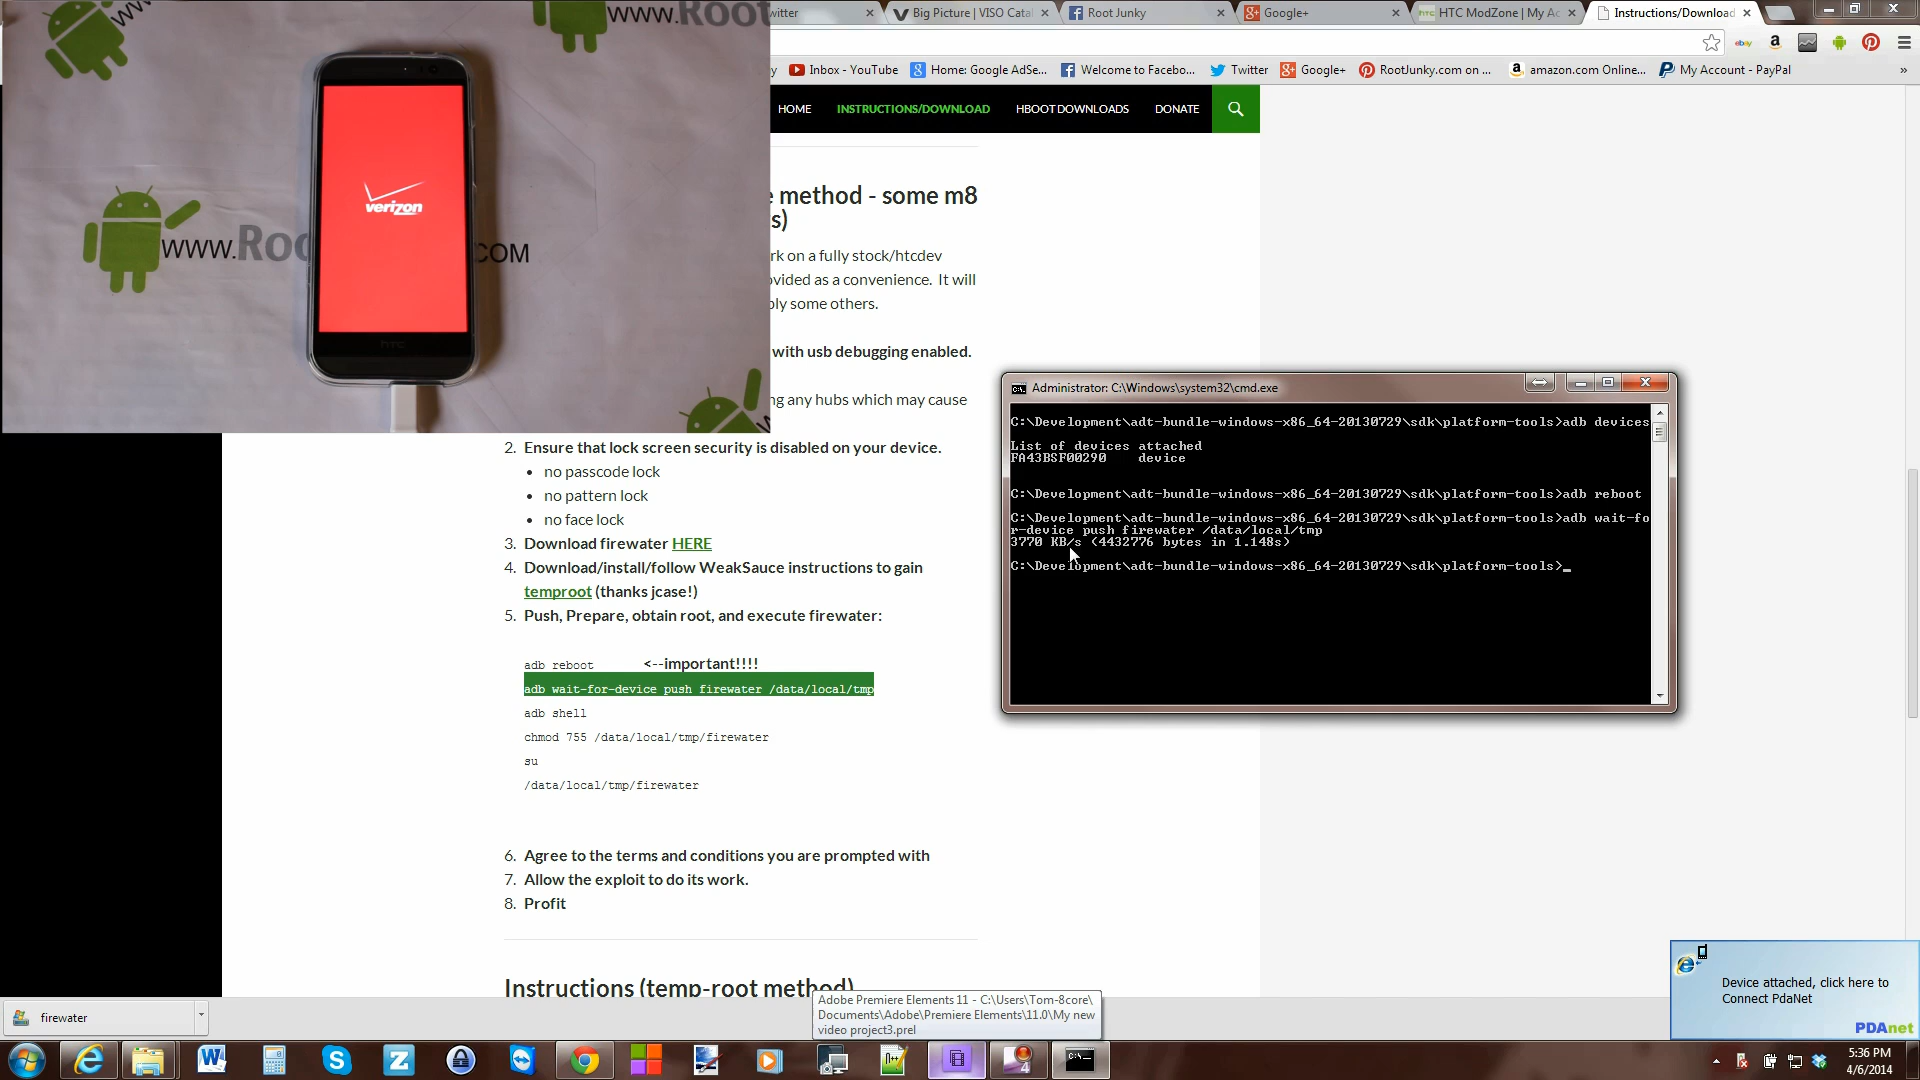 www.Root
verizon
htc
www.Roo
.COM
witter
Big Picture | VISO Cata
Root Junky
Google+
HTC ModZone | My Ac
Instructions/Download
ebay
Inbox - YouTube
Home: Google AdSe...
Welcome to Facebo...
Twitter
Google+
RootJunky.com on ...
amazon.com Online...
My Account - PayPal
»
HOME
INSTRUCTIONS/DOWNLOAD
HBOOT DOWNLOADS
DONATE
e method - some m8
s)
rk on a fully stock/htcdev
ovided as a convenience. It will
bly some others.
with usb debugging enabled.
ng any hubs which may cause
2. Ensure that lock screen security is disabled on your device.
• no passcode lock
• no pattern lock
• no face lock
3. Download firewater HERE
4. Download/install/follow WeakSauce instructions to gain
temproot (thanks jcase!)
5. Push, Prepare, obtain root, and execute firewater:
adb reboot <--important!!!!
adb wait-for-device push firewater /data/local/tmp
adb shell
chmod 755 /data/local/tmp/firewater
su
/data/local/tmp/firewater
6. Agree to the terms and conditions you are prompted with
7. Allow the exploit to do its work.
8. Profit
Instructions (temp-root method)
Administrator: C:\Windows\system32\cmd.exe
C:\Development\adt-bundle-windows-x86_64-20130729\sdk\platform-tools>adb devices
List of devices attached
FA43BSF00290 device
C:\Development\adt-bundle-windows-x86_64-20130729\sdk\platform-tools>adb reboot
C:\Development\adt-bundle-windows-x86_64-20130729\sdk\platform-tools>adb wait-fo
r-device push firewater /data/local/tmp
3770 KB/s (4432776 bytes in 1.148s)
C:\Development\adt-bundle-windows-x86_64-20130729\sdk\platform-tools>_
Adobe Premiere Elements 11 - C:\Users\Tom-8core\
Documents\Adobe\Premiere Elements\11.0\My new
video project3.prel
Device attached, click here to
Connect PdaNet
PDAnet
firewater
5:36 PM
4/6/2014